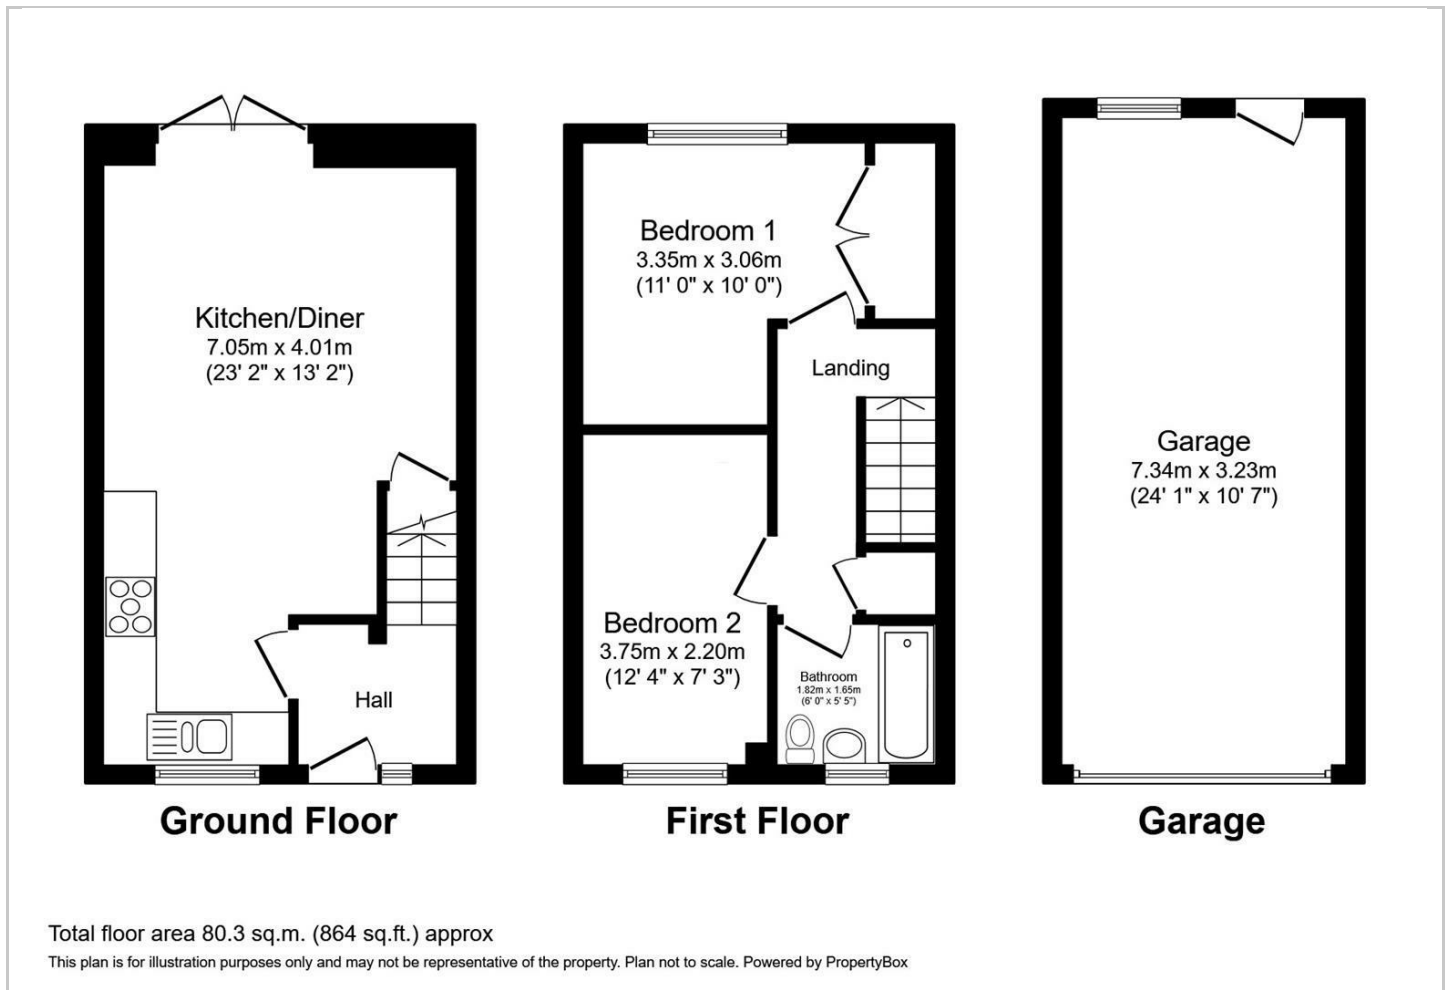 Kitchen/Diner
7.05m x 4.01m
(23' 2" x 13' 2")
Hall
Ground Floor
Bedroom 1
3.35m x 3.06m
(11' 0" x 10' 0")
Landing
Bedroom 2
3.75m x 2.20m
(12' 4" x 7' 3")
Bathroom
1.82m x 1.65m
(6' 0" x 5' 5")
First Floor
Garage
7.34m x 3.23m
(24' 1" x 10' 7")
Garage
Total floor area 80.3 sq.m. (864 sq.ft.) approx
This plan is for illustration purposes only and may not be representative of the property. Plan not to scale. Powered by PropertyBox